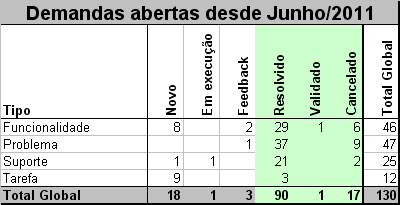 Demandas abertas desde Junho/2011
Tipo Novo Em execução Feedback Resolvido Validado Cancelado Total Global
Funcionalidade 8 2 29 1 6 46
Problema 1 37 9 47
Suporte 1 1 21 2 25
Tarefa 9 3 12
Total Global 18 1 3 90 1 17 130